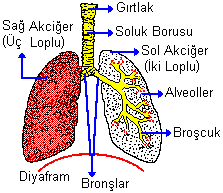 Gırtlak
Sağ Akciğer
(Üç Loplu)
Soluk Borusu
Sol Akciğer
(İki Loplu)
Alveoller
Broşcuk
Diyafram
Bronşlar